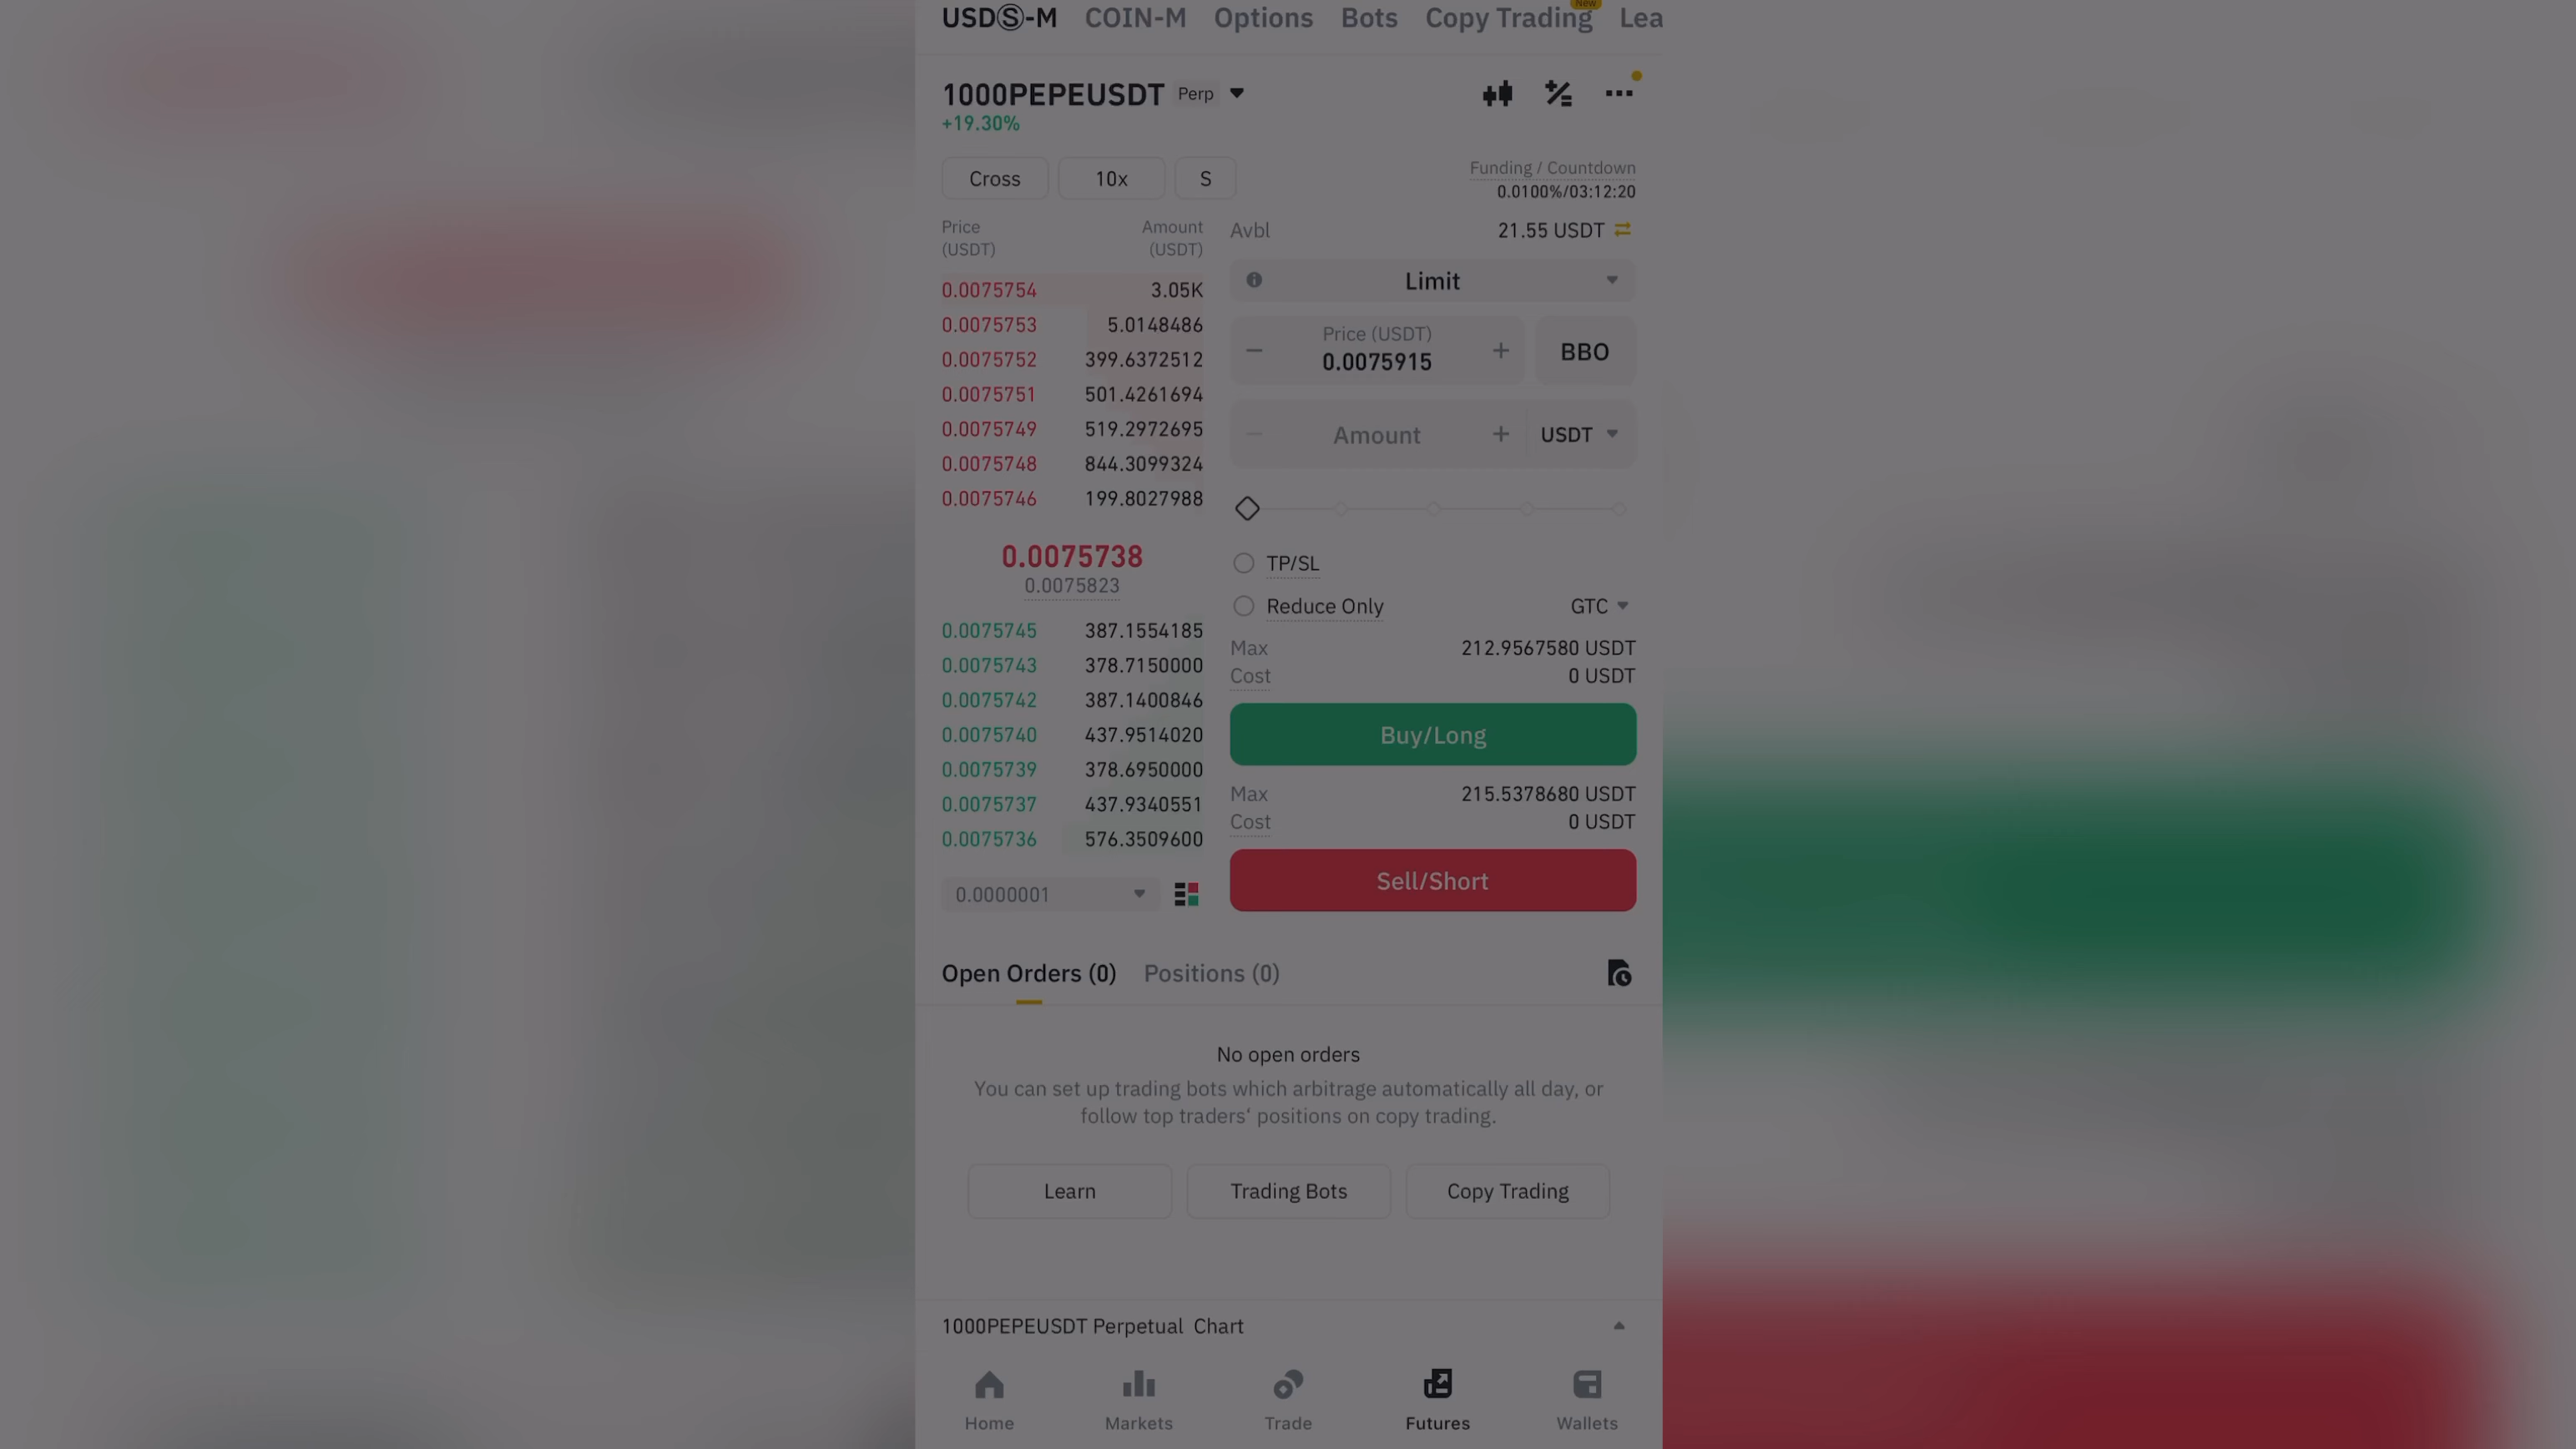 USDⓈ-M COIN-M Options Bots Copy Trading New Lea
1000PEPEUSDT Perp
+19.30%
Cross 10x S
Funding / Countdown
0.0100%/03:12:20
Price (USDT) Amount (USDT)
0.0075754 3.05K
0.0075753 5.0148486
0.0075752 399.6372512
0.0075751 501.4261694
0.0075749 519.2972695
0.0075748 844.3099324
0.0075746 199.8027988
0.0075738
0.0075823
0.0075745 387.1554185
0.0075743 378.7150000
0.0075742 387.1400846
0.0075740 437.9514020
0.0075739 378.6950000
0.0075737 437.9340551
0.0075736 576.3509600
0.0000001
Avbl 21.55 USDT
Limit
Price (USDT)
0.0075915
BBO
Amount USDT
TP/SL
Reduce Only GTC
Max 212.9567580 USDT
Cost 0 USDT
Buy/Long
Max 215.5378680 USDT
Cost 0 USDT
Sell/Short
Open Orders (0) Positions (0)
No open orders
You can set up trading bots which arbitrage automatically all day, or
follow top traders‘ positions on copy trading.
Learn Trading Bots Copy Trading
1000PEPEUSDT Perpetual Chart
Home Markets Trade Futures Wallets